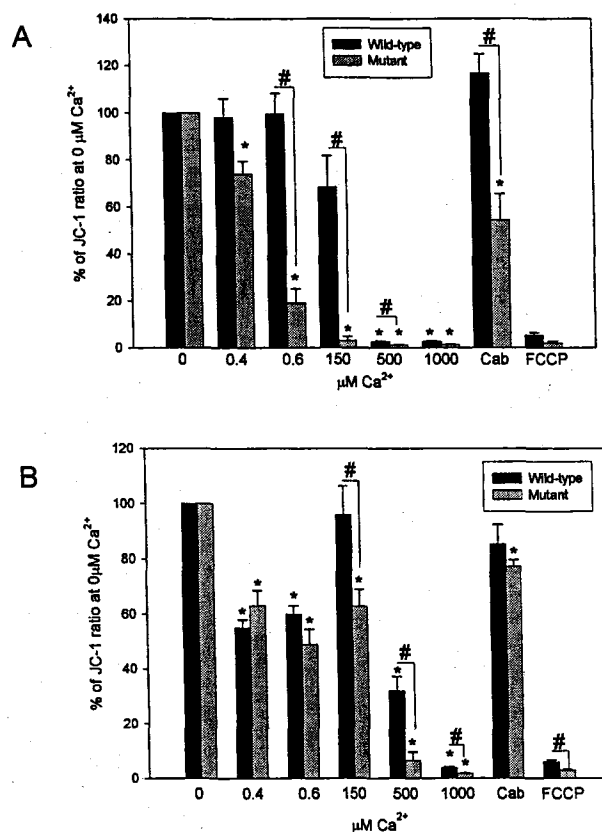 A
140
120
100
80
60
40
20
0
% of JC-1 ratio at 0 μM Ca²⁺
Wild-type
Mutant
#
#
#
#
*
*
*
* *
* *
*
0 0.4 0.6 150 500 1000 Cab FCCP
μM Ca²⁺
B
120
100
80
60
40
20
0
% of JC-1 ratio at 0μM Ca²⁺
Wild-type
Mutant
#
#
#
#
* *
* *
*
*
* *
*
0 0.4 0.6 150 500 1000 Cab FCCP
μM Ca²⁺